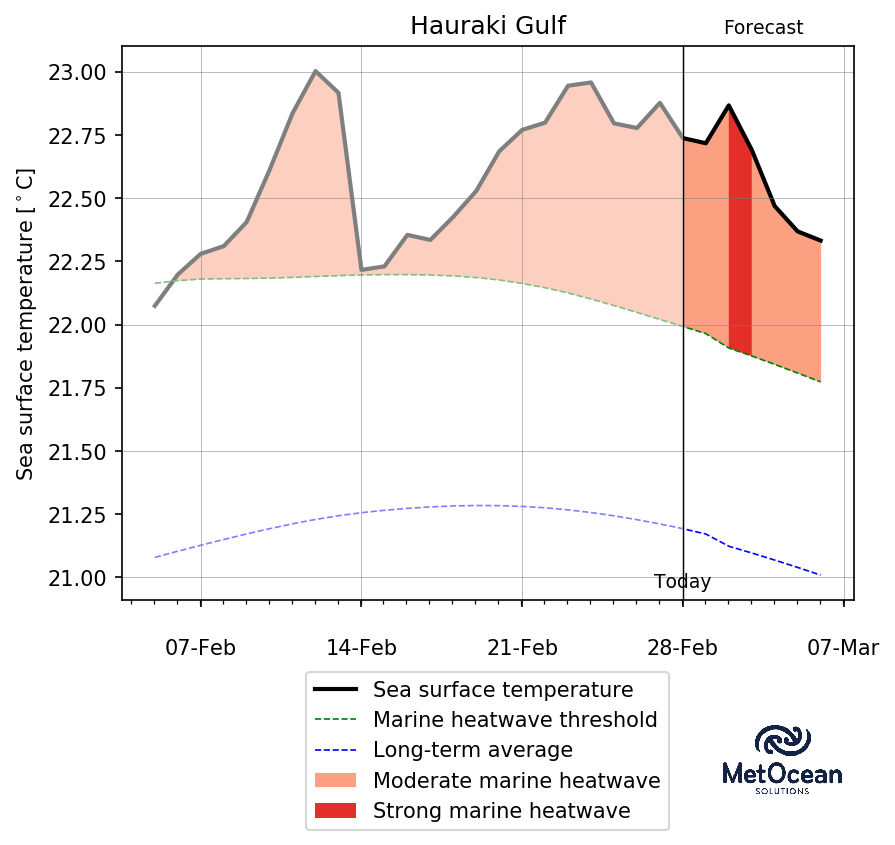 Hauraki Gulf
Forecast
Sea surface temperature [°C]
23.00
22.75
22.50
22.25
22.00
21.75
21.50
21.25
21.00
Today
07-Feb 14-Feb 21-Feb 28-Feb 07-Mar
Sea surface temperature
Marine heatwave threshold
Long-term average
Moderate marine heatwave
Strong marine heatwave
MetOcean
SOLUTIONS